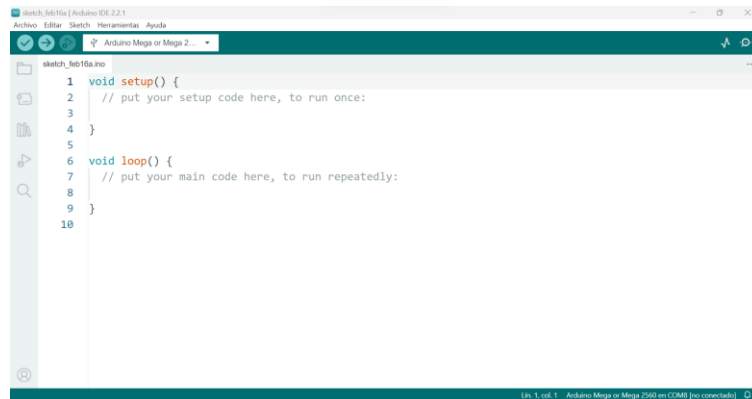 sketch_feb16a | Arduino IDE 2.2.1
Archivo Editar Sketch Herramientas Ayuda
Arduino Mega or Mega 2...
sketch_feb16a.ino
1 void setup() {
2 // put your setup code here, to run once:
3
4 }
5
6 void loop() {
7 // put your main code here, to run repeatedly:
8
9 }
10
Lín. 1, col. 1 Arduino Mega or Mega 2560 en COM8 [no conectado]